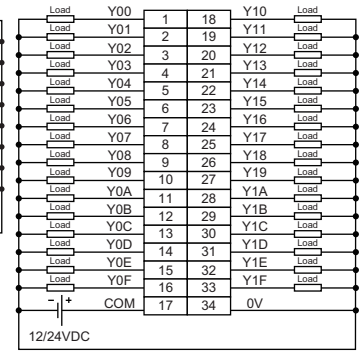 Load Y00 1 18 Y10 Load
Load Y01 2 19 Y11 Load
Load Y02 3 20 Y12 Load
Load Y03 4 21 Y13 Load
Load Y04 5 22 Y14 Load
Load Y05 6 23 Y15 Load
Load Y06 7 24 Y16 Load
Load Y07 8 25 Y17 Load
Load Y08 9 26 Y18 Load
Load Y09 10 27 Y19 Load
Load Y0A 11 28 Y1A Load
Load Y0B 12 29 Y1B Load
Load Y0C 13 30 Y1C Load
Load Y0D 14 31 Y1D Load
Load Y0E 15 32 Y1E Load
Load Y0F 16 33 Y1F Load
- + COM 17 34 0V
12/24VDC